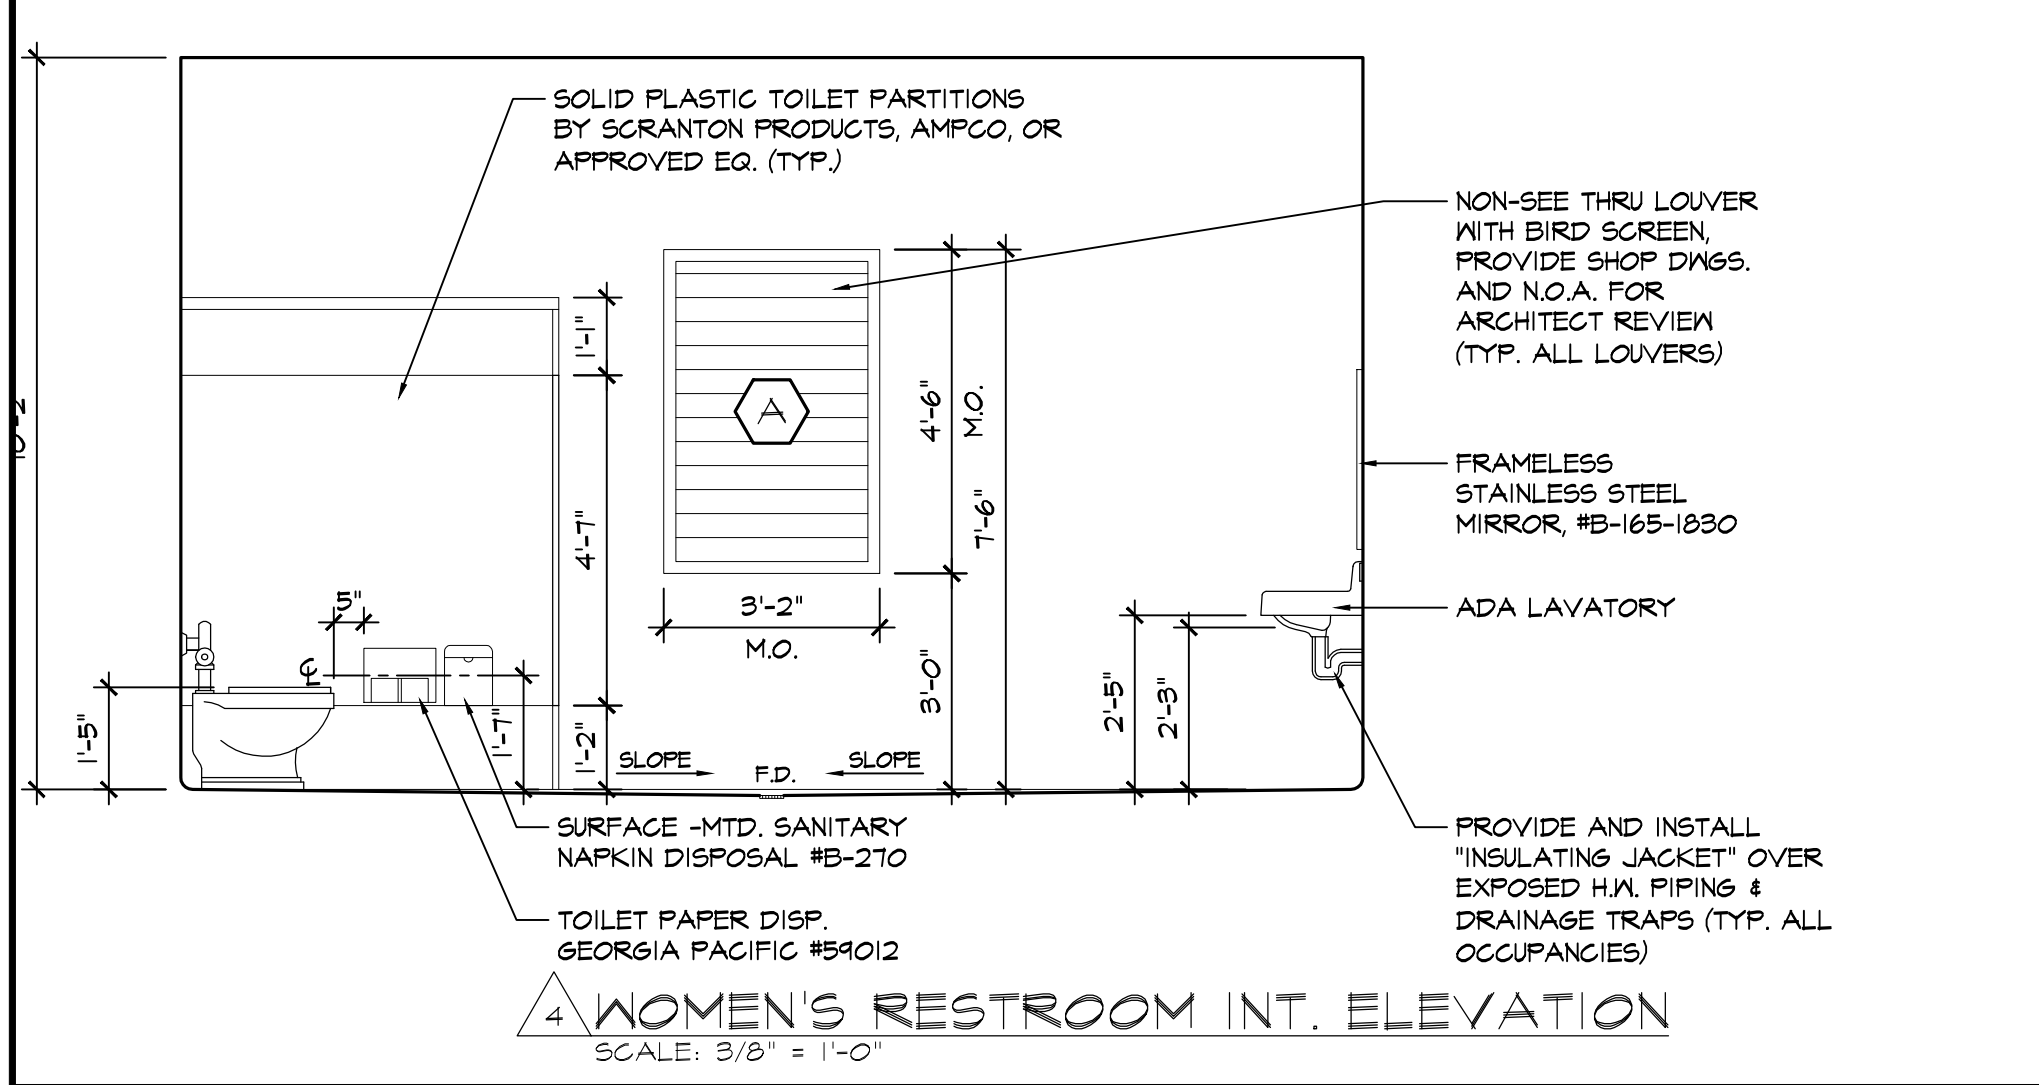 SOLID PLASTIC TOILET PARTITIONS
BY SCRANTON PRODUCTS, AMPCO, OR
APPROVED EQ. (TYP.)
NON-SEE THRU LOUVER
WITH BIRD SCREEN,
PROVIDE SHOP DWGS.
AND N.O.A. FOR
ARCHITECT REVIEW
(TYP. ALL LOUVERS)
1'-1"
A
4'-6"
M.O.
FRAMELESS
STAINLESS STEEL
MIRROR, #B-165-1830
4'-7"
7'-6"
5"
3'-2"
M.O.
ADA LAVATORY
℄
1'-5"
1'-7"
1'-2"
3'-0"
2'-5"
2'-3"
SLOPE
F.D.
SLOPE
SURFACE -MTD. SANITARY
NAPKIN DISPOSAL #B-270
TOILET PAPER DISP.
GEORGIA PACIFIC #59012
PROVIDE AND INSTALL
"INSULATING JACKET" OVER
EXPOSED H.W. PIPING &
DRAINAGE TRAPS (TYP. ALL
OCCUPANCIES)
4
WOMEN'S RESTROOM INT. ELEVATION
SCALE: 3/8" = 1'-0"